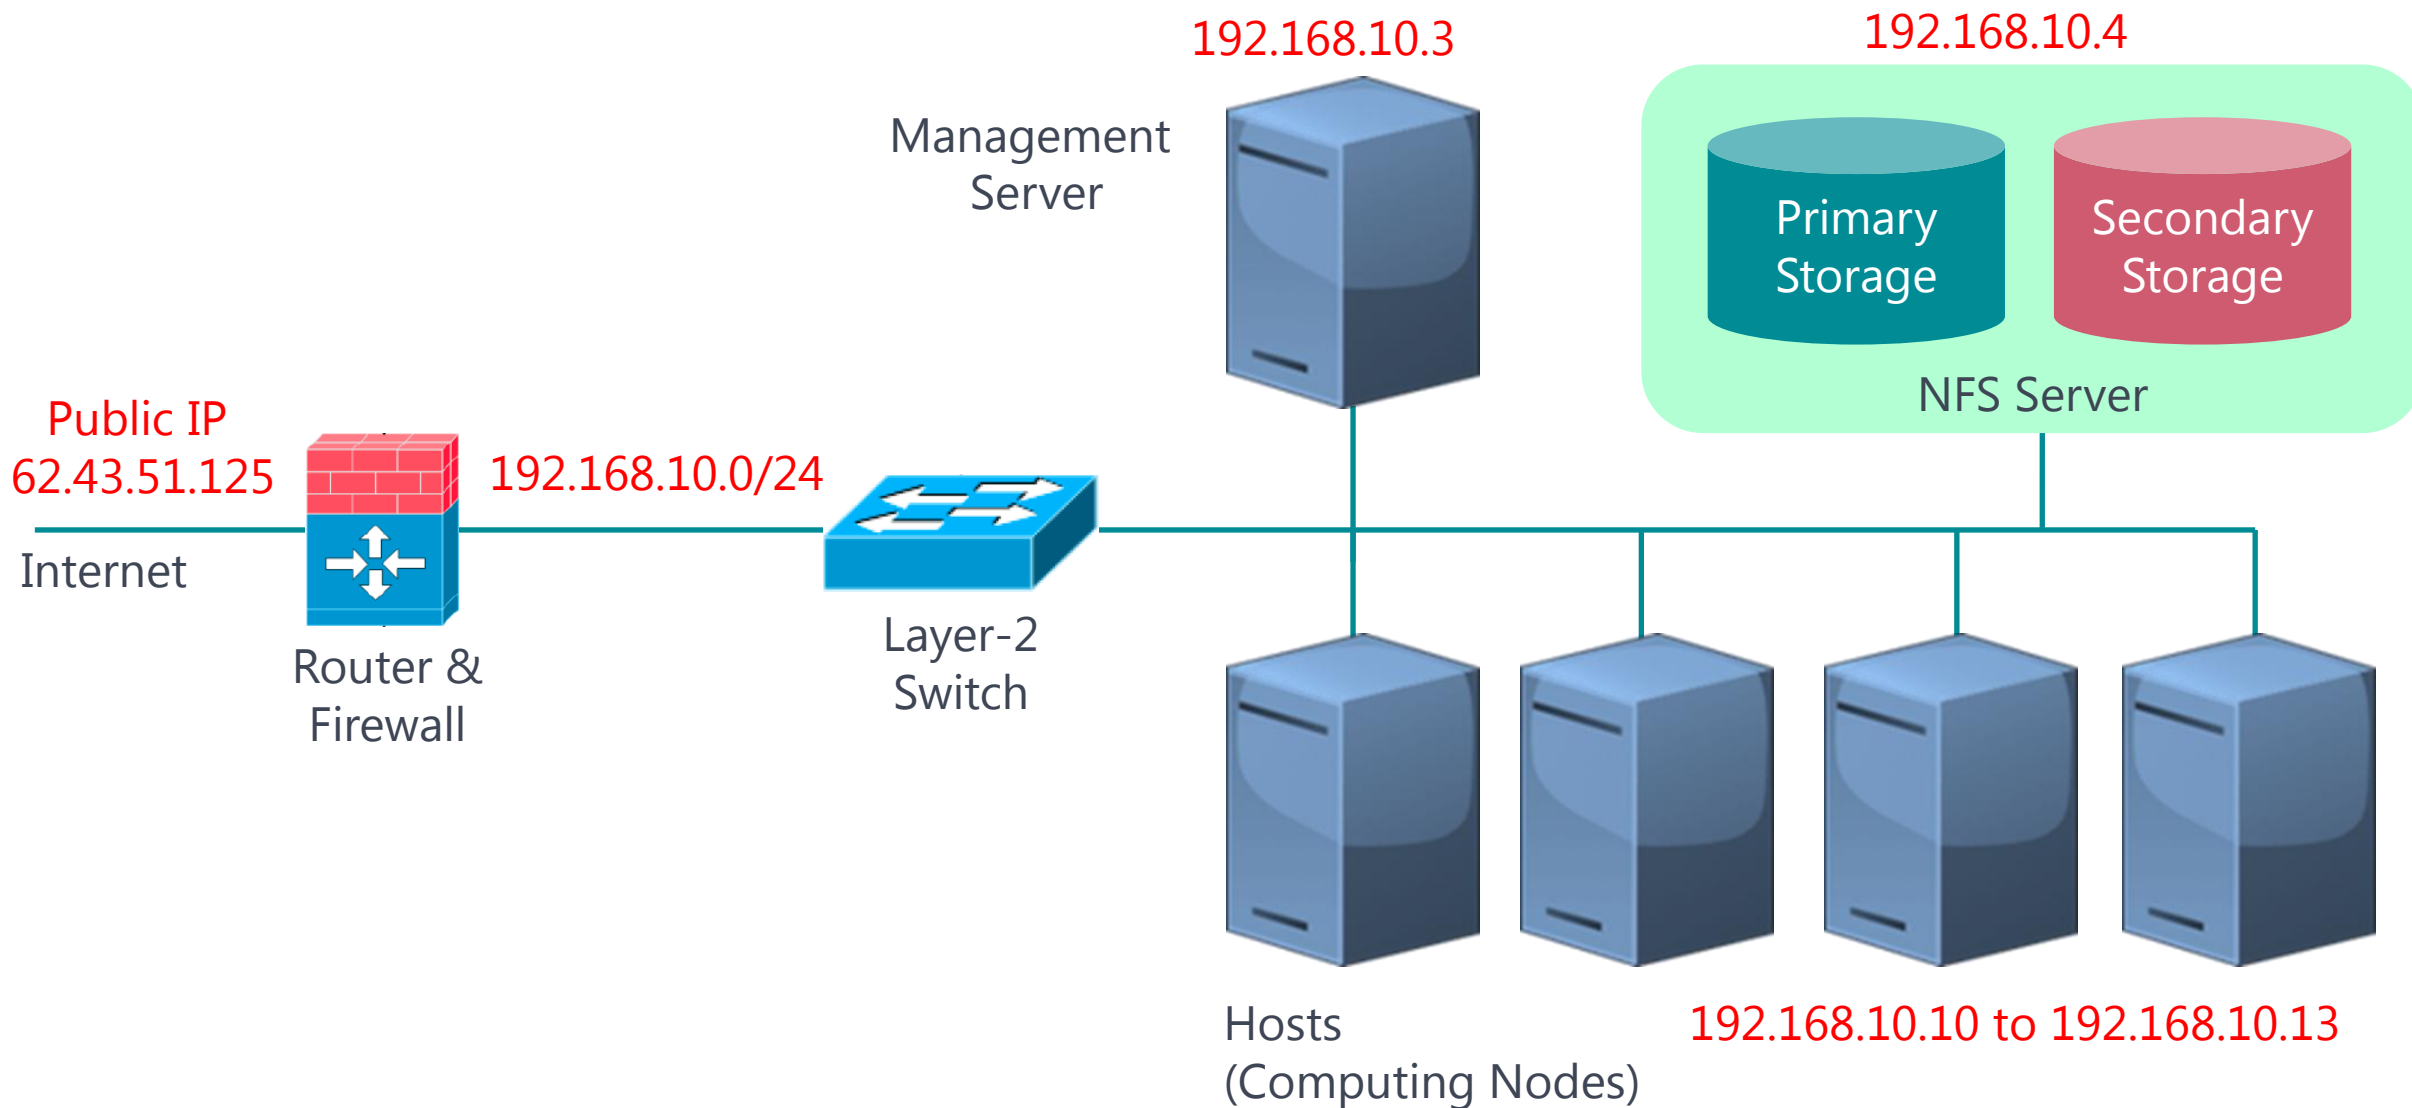 192.168.10.3
192.168.10.4
Management
Server
Primary
Storage
Secondary
Storage
NFS Server
Public IP
62.43.51.125
192.168.10.0/24
Internet
Router &
Firewall
Layer-2
Switch
Hosts
(Computing Nodes)
192.168.10.10 to 192.168.10.13